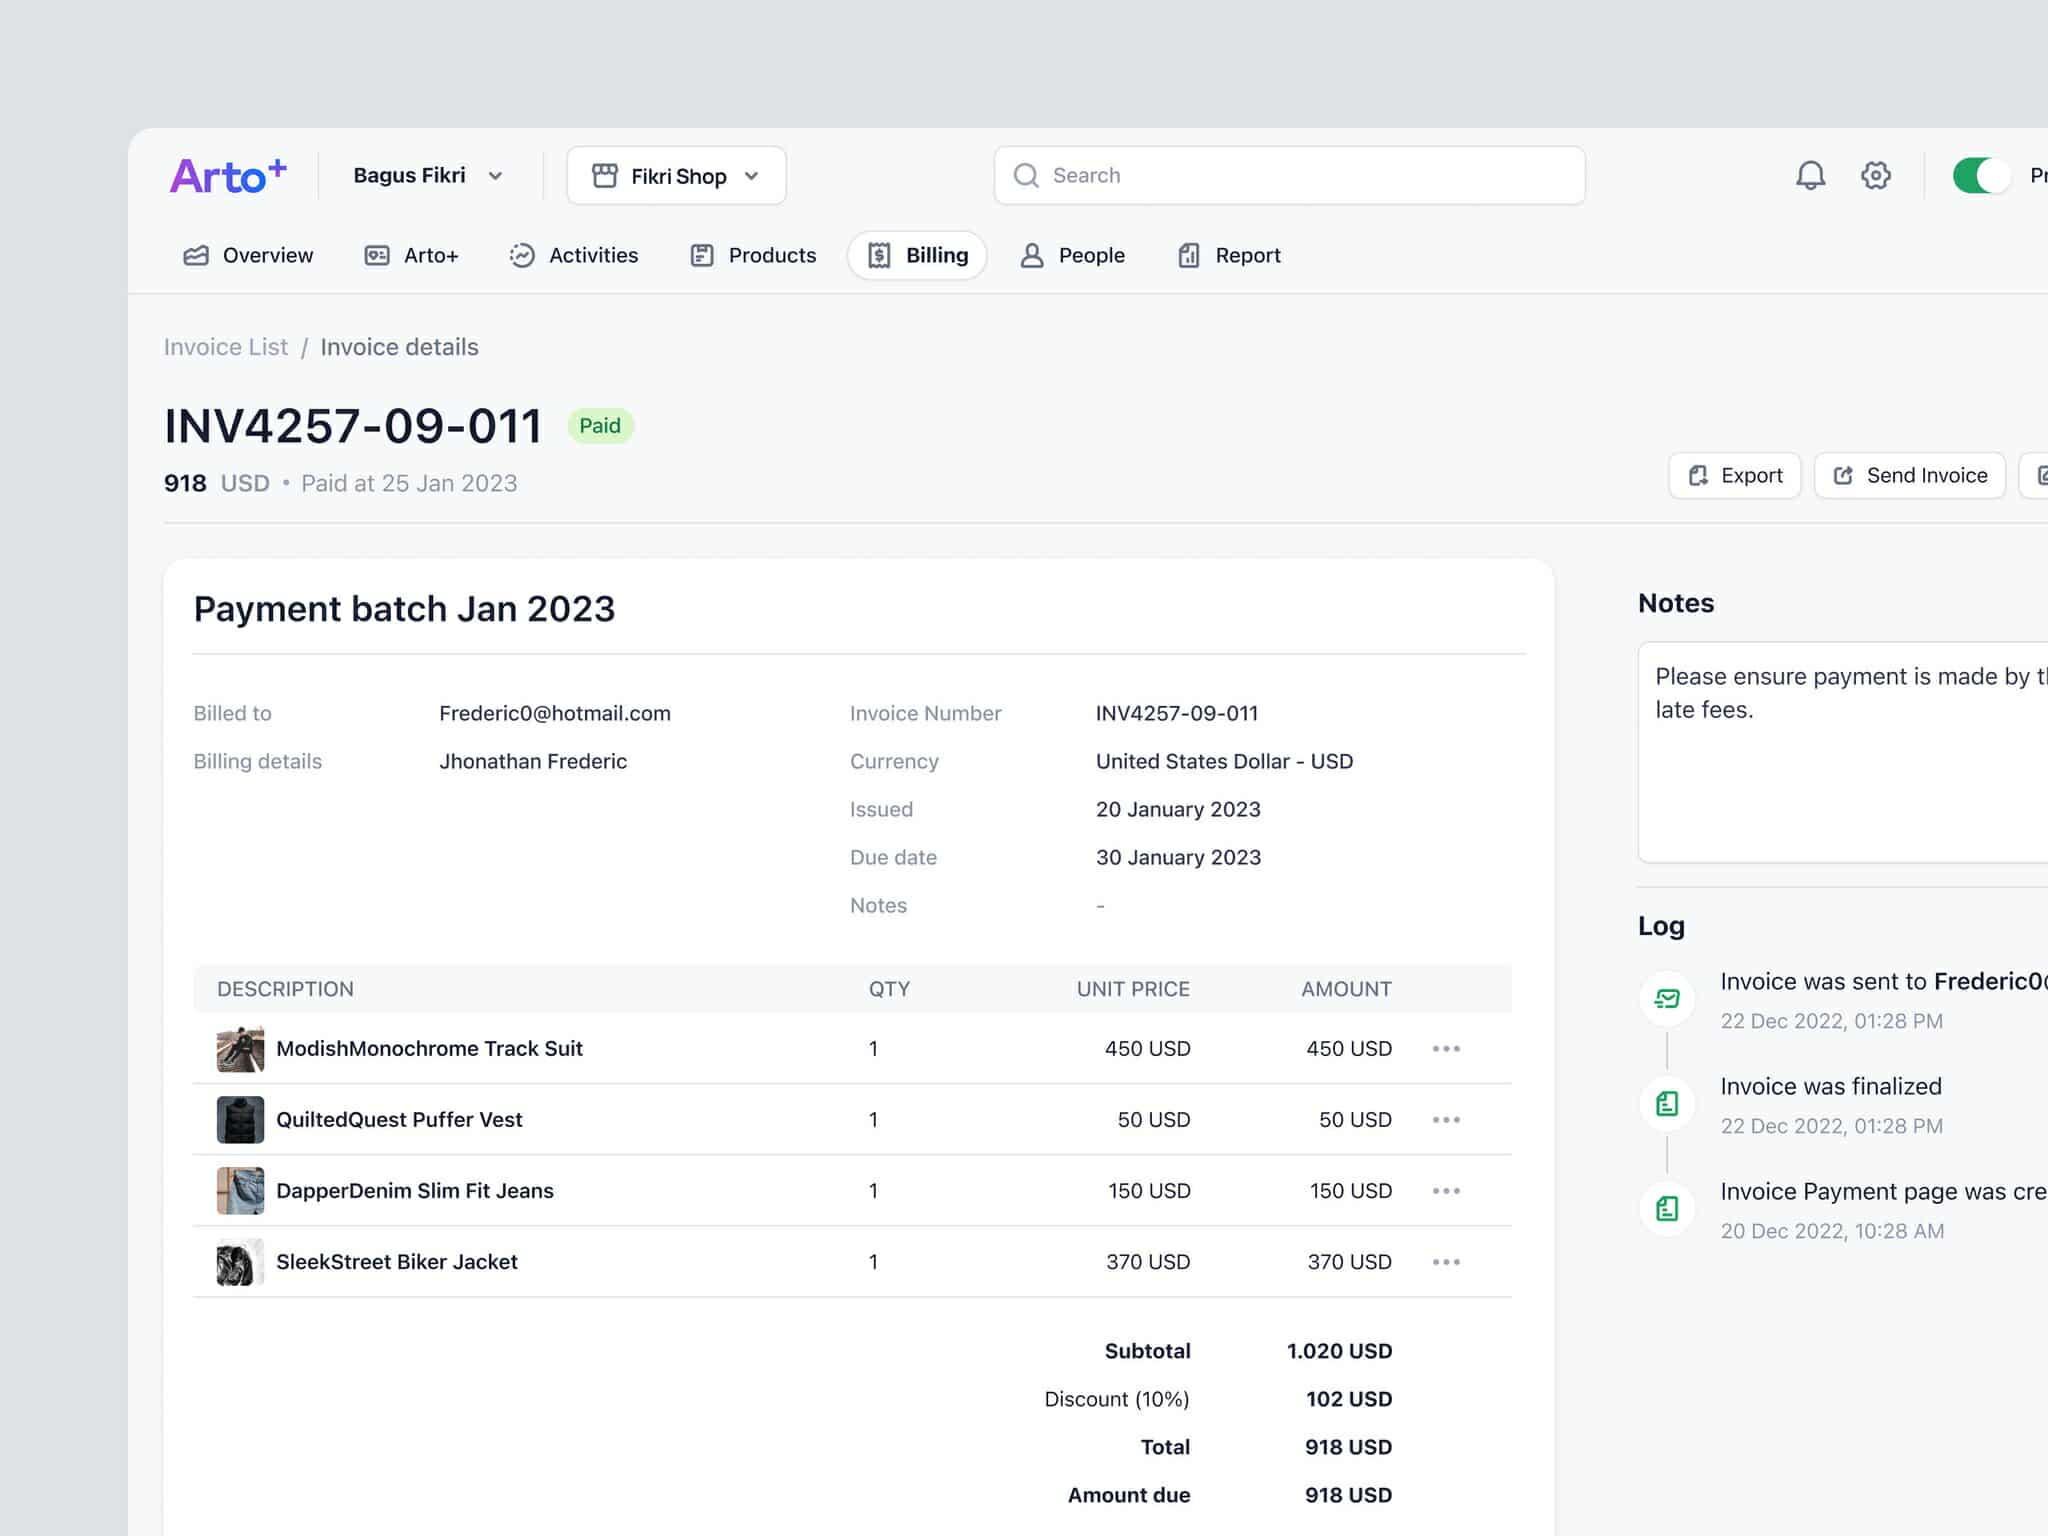 Arto+
Bagus Fikri
Fikri Shop
Search
Overview
Arto+
Activities
Products
Billing
People
Report
Invoice List / Invoice details
INV4257-09-011 Paid
918 USD • Paid at 25 Jan 2023
Export
Send Invoice
Payment batch Jan 2023
Billed to Frederic0@hotmail.com
Billing details Jhonathan Frederic
Invoice Number INV4257-09-011
Currency United States Dollar - USD
Issued 20 January 2023
Due date 30 January 2023
Notes -
DESCRIPTION QTY UNIT PRICE AMOUNT
ModishMonochrome Track Suit 1 450 USD 450 USD
QuiltedQuest Puffer Vest 1 50 USD 50 USD
DapperDenim Slim Fit Jeans 1 150 USD 150 USD
SleekStreet Biker Jacket 1 370 USD 370 USD
Subtotal 1.020 USD
Discount (10%) 102 USD
Total 918 USD
Amount due 918 USD
Notes
Please ensure payment is made by
late fees.
Log
Invoice was sent to Frederic0
22 Dec 2022, 01:28 PM
Invoice was finalized
22 Dec 2022, 01:28 PM
Invoice Payment page was
20 Dec 2022, 10:28 AM